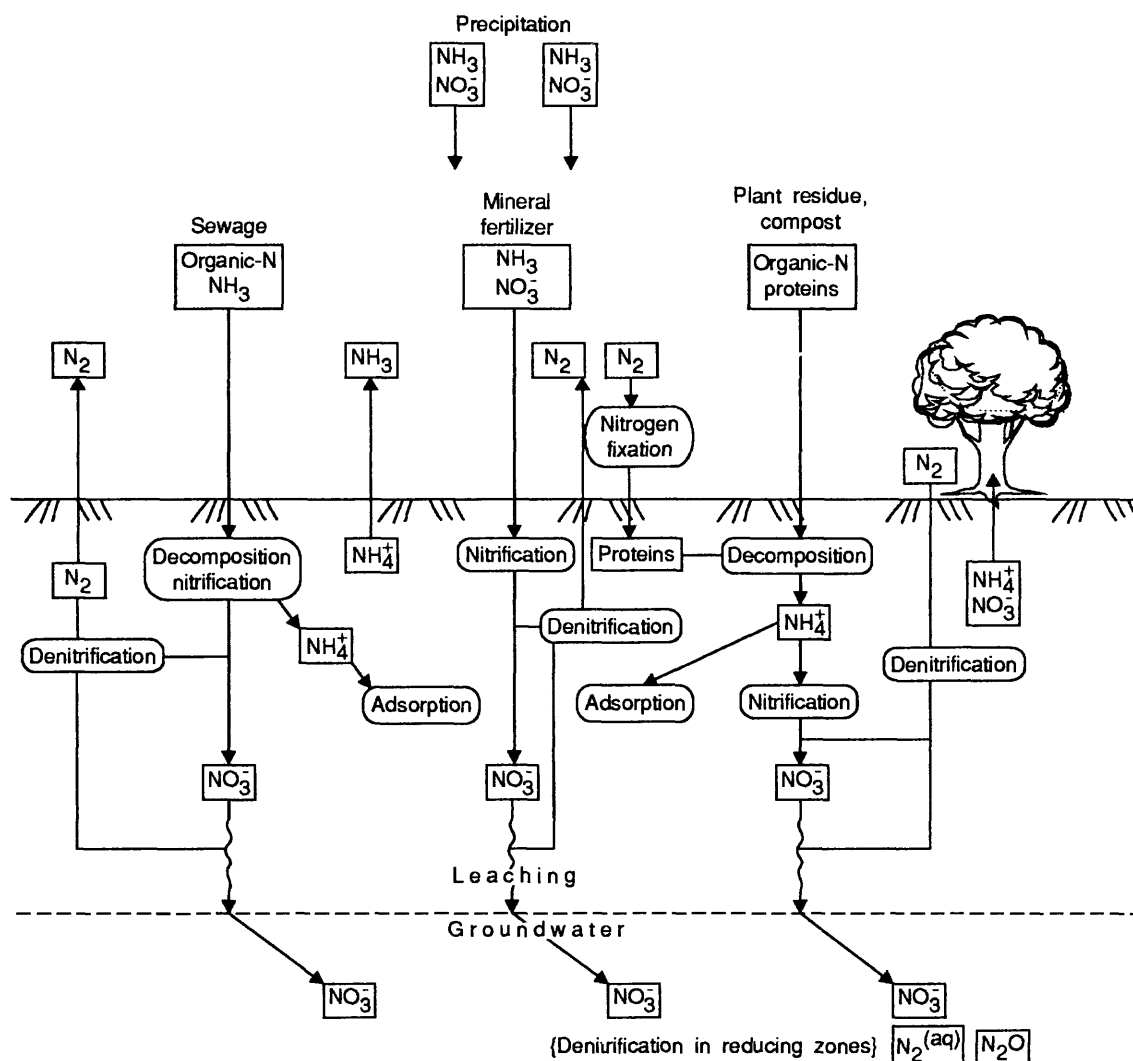 Precipitation
NH₃
NO₃⁻
NH₃
NO₃⁻
Sewage
Organic-N
NH₃
Mineral
fertilizer
NH₃
NO₃⁻
Plant residue,
compost
Organic-N
proteins
N₂
NH₃
N₂
N₂
Nitrogen
fixation
N₂
Decomposition
nitrification
N₂
NH₄⁺
Nitrification
Proteins
Decomposition
NH₄⁺
NO₃⁻
Denitrification
NH₄⁺
Adsorption
Denitrification
NH₄⁺
Adsorption
Nitrification
Denitrification
NO₃⁻
NO₃⁻
NO₃⁻
Leaching
Groundwater
NO₃⁻
NO₃⁻
NO₃⁻
{Denitrification in reducing zones}
N₂(aq)
N₂O